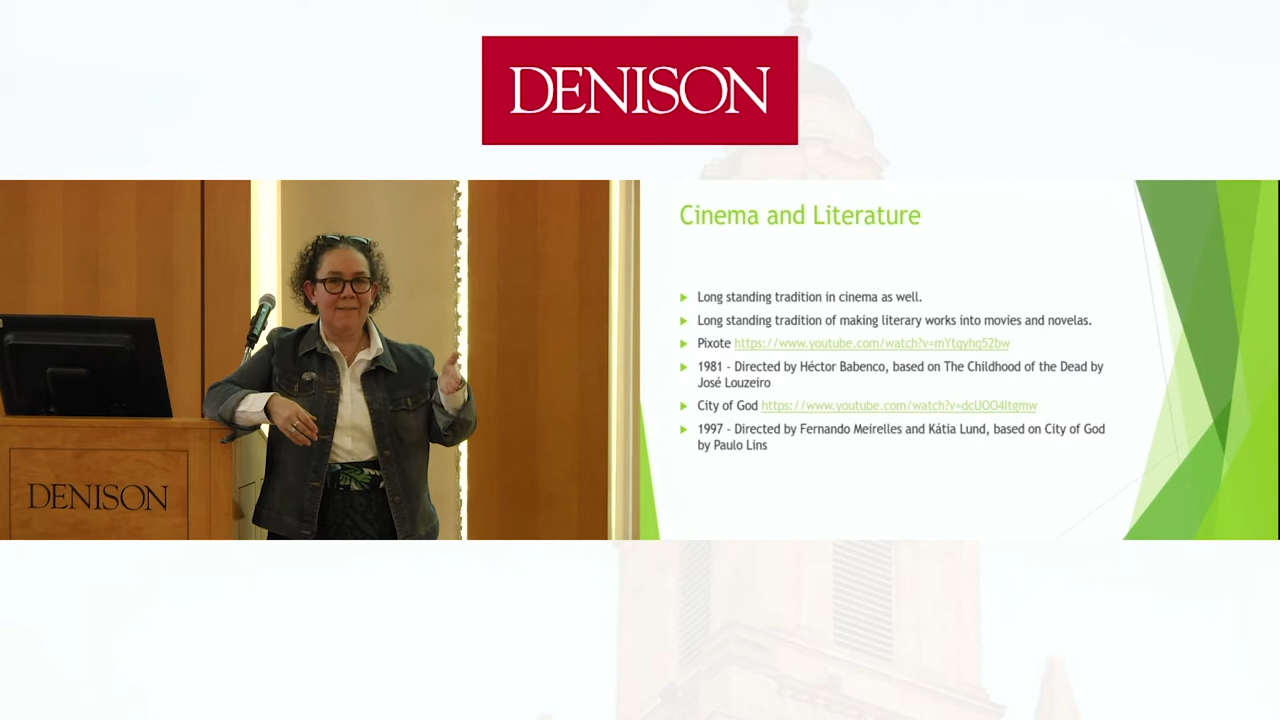 DENISON
DENISON
Cinema and Literature
Long standing tradition in cinema as well.
Long standing tradition of making literary works into movies and novelas.
Pixote https://www.youtube.com/watch?v=mYtqyhq52bw
1981 - Directed by Héctor Babenco, based on The Childhood of the Dead by
José Louzeiro
City of God https://www.youtube.com/watch?v=dcUOO4Itgmw
1997 - Directed by Fernando Meirelles and Kátia Lund, based on City of God
by Paulo Lins